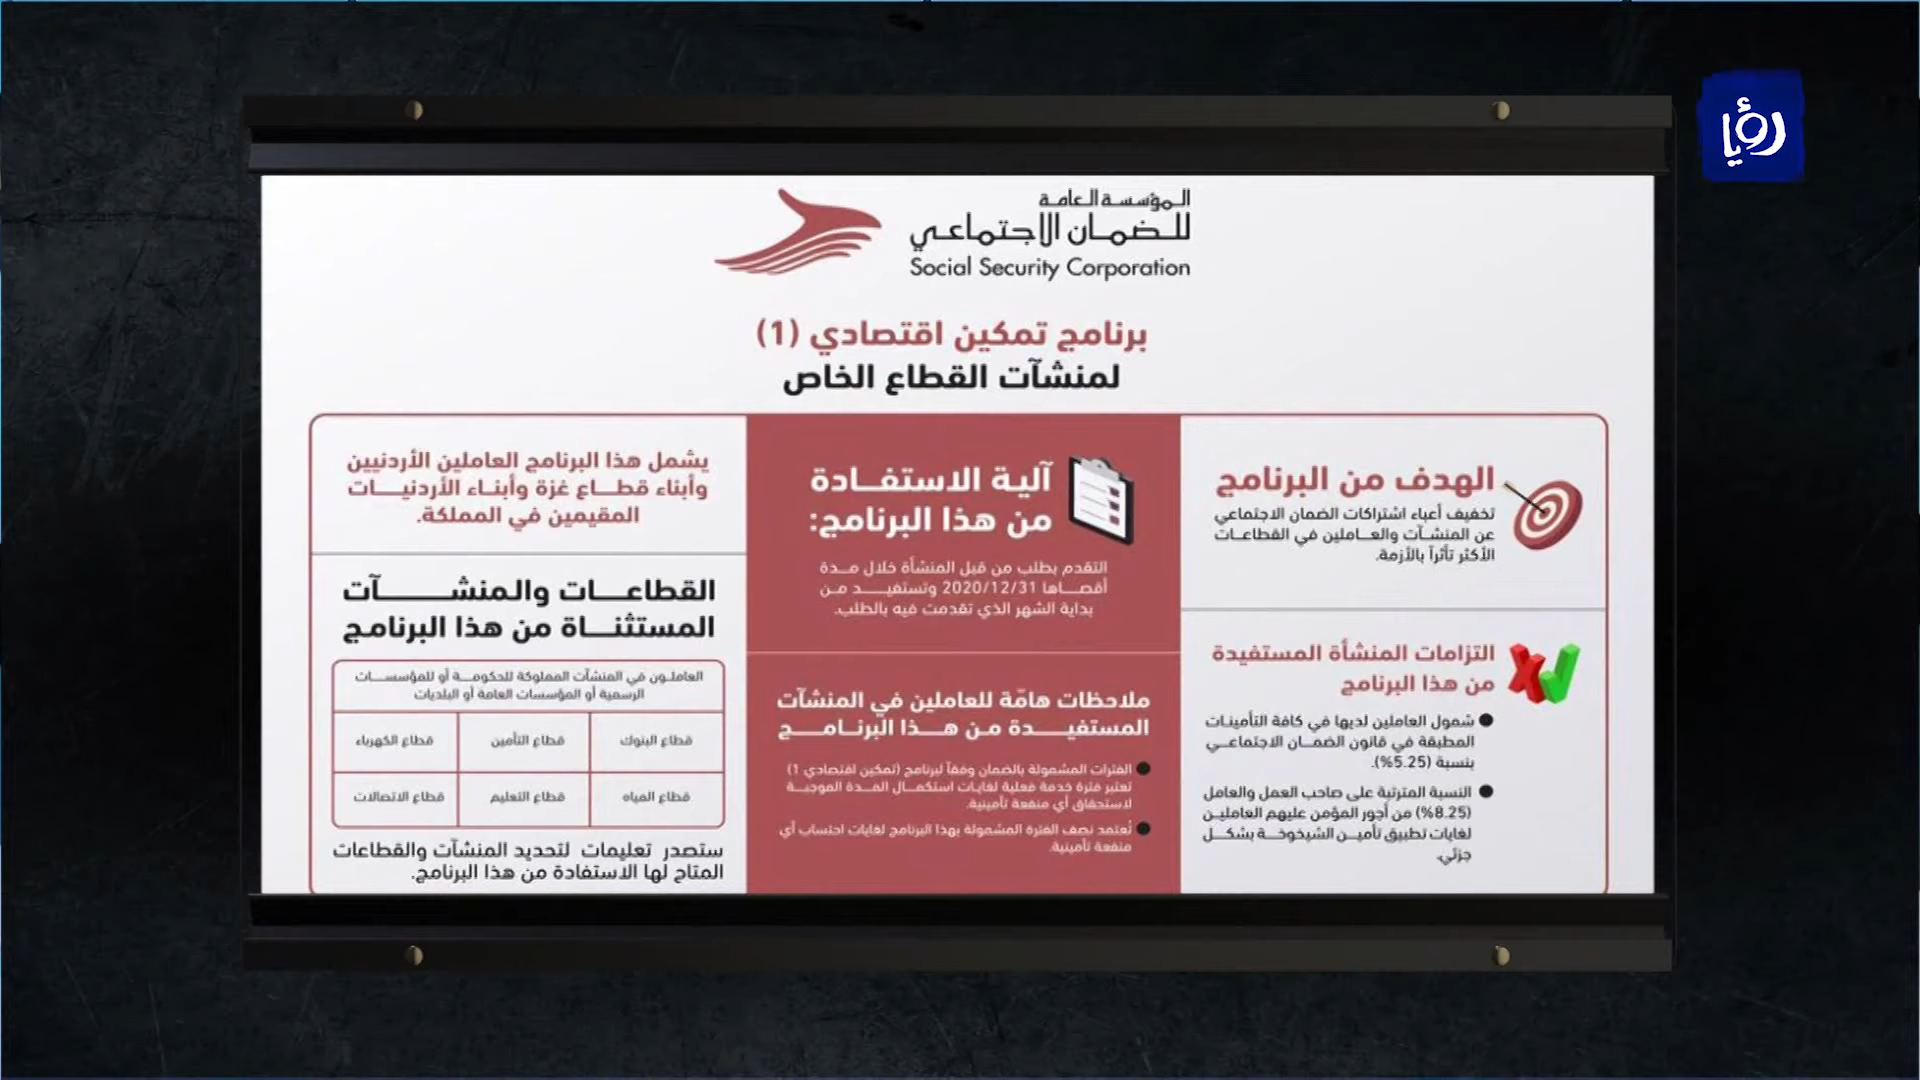 رؤيا
المؤسسة العامة
للضمان الاجتماعي
Social Security Corporation
برنامج تمكين اقتصادي (1)
لمنشآت القطاع الخاص
الهدف من البرنامج
تخفيف أعباء اشتراكات الضمان الاجتماعي
عن المنشآت والعاملين في القطاعات
الأكثر تأثراً بالأزمة.
التزامات المنشأة المستفيدة
من هذا البرنامج
شمول العاملين لديها في كافة التأمينات
المطبقة في قانون الضمان الاجتماعي
بنسبة (5.25%).
النسبة المترتبة على صاحب العمل والعامل
(8.25%) من أجور المؤمن عليهم العاملين
لغايات تطبيق تأمين الشيخوخة بشكل
جزئي.
آلية الاستفادة
من هذا البرنامج:
التقدم بطلب من قبل المنشأة خلال مدة
أقصاها 2020/12/31 وتستفيد من
بداية الشهر الذي تقدمت فيه بالطلب.
ملاحظات هامّة للعاملين في المنشآت
المستفيدة من هذا البرنامج
الفترات المشمولة بالضمان وفقاً لبرنامج (تمكين اقتصادي 1)
تعتبر فترة خدمة فعلية لغايات استكمال المدة الموجبة
لاستحقاق أي منفعة تأمينية.
تُعتمد نصف الفترة المشمولة بهذا البرنامج لغايات احتساب أي
منفعة تأمينية.
يشمل هذا البرنامج العاملين الأردنيين
وأبناء قطاع غزة وأبناء الأردنيات
المقيمين في المملكة.
القطاعات والمنشآت
المستثناة من هذا البرنامج
العاملون في المنشآت المملوكة للحكومة أو للمؤسسات
الرسمية أو المؤسسات العامة أو البلديات
قطاع البنوك قطاع التأمين قطاع الكهرباء
قطاع المياه قطاع التعليم قطاع الاتصالات
ستصدر تعليمات لتحديد المنشآت والقطاعات
المتاح لها الاستفادة من هذا البرنامج.